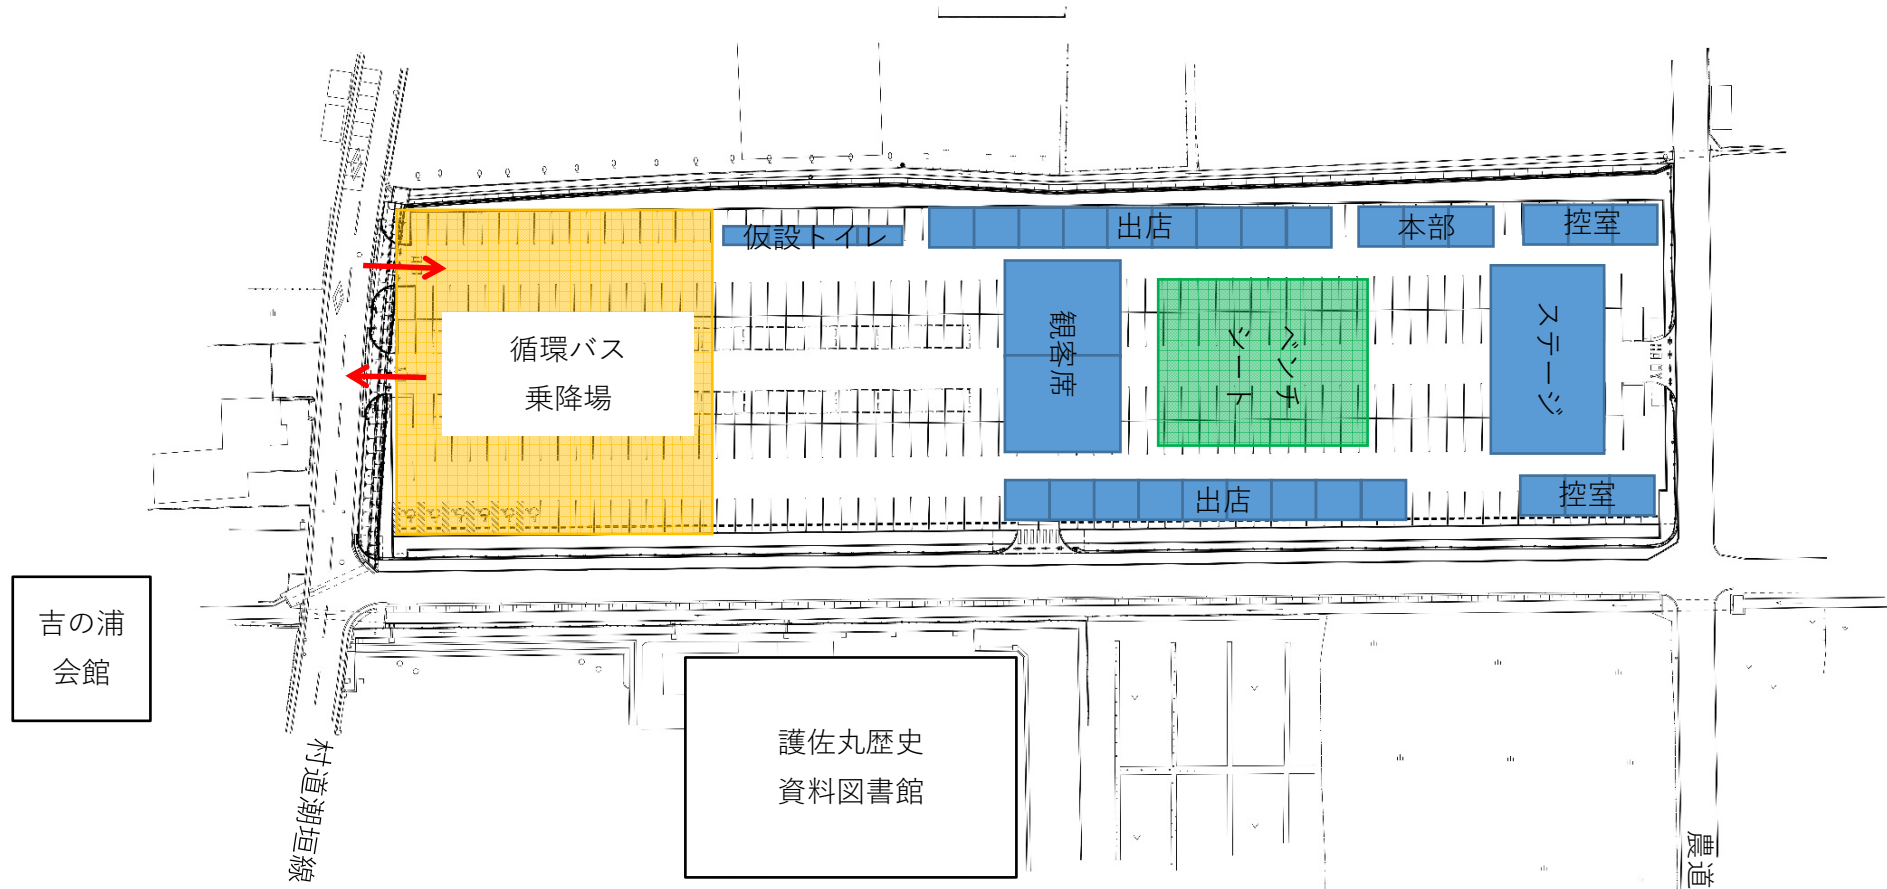 仮設トイレ
出店
本部
控室
循環バス
乗降場
観客席
ベンチ
シート
ステージ
出店
控室
吉の浦
会館
護佐丸歴史
資料図書館
村道潮垣線
農道